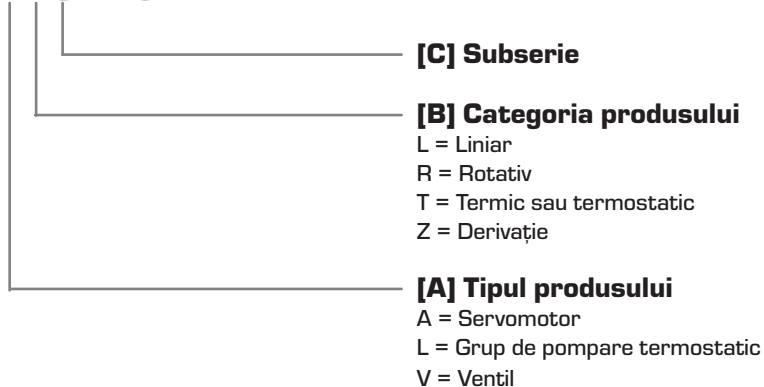 [C] Subserie
[B] Categoria produsului
L = Liniar
R = Rotativ
T = Termic sau termostatic
Z = Derivație
[A] Tipul produsului
A = Servomotor
L = Grup de pompare termostatic
V = Ventil